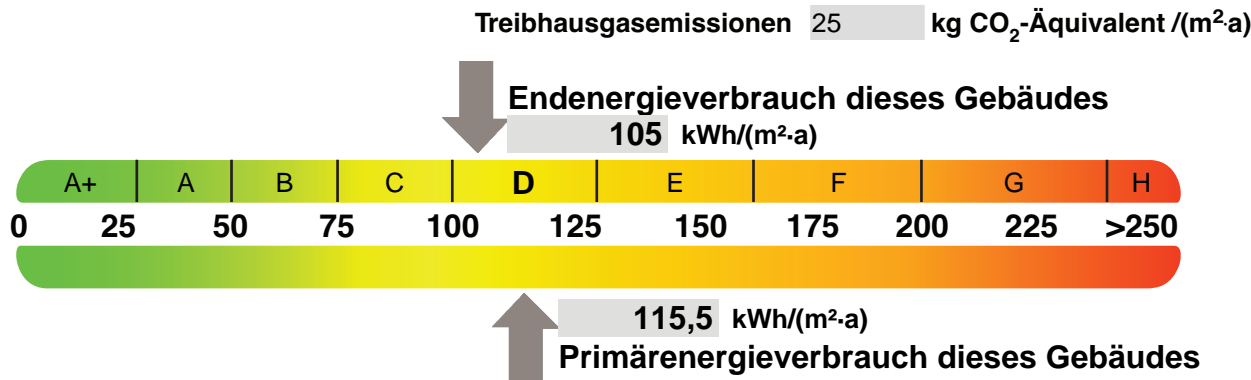 Treibhausgasemissionen 25 kg CO₂-Äquivalent /(m²·a)
Endenergieverbrauch dieses Gebäudes
105 kWh/(m²·a)
A+ A B C D E F G H
0 25 50 75 100 125 150 175 200 225 >250
115,5 kWh/(m²·a)
Primärenergieverbrauch dieses Gebäudes